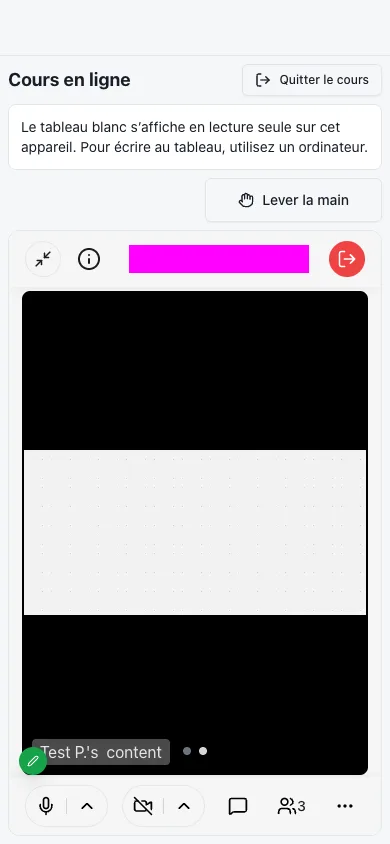 Cours en ligne
Quitter le cours
Le tableau blanc s'affiche en lecture seule sur cet
appareil. Pour écrire au tableau, utilisez un ordinateur.
Lever la main
Test P.'s content
3